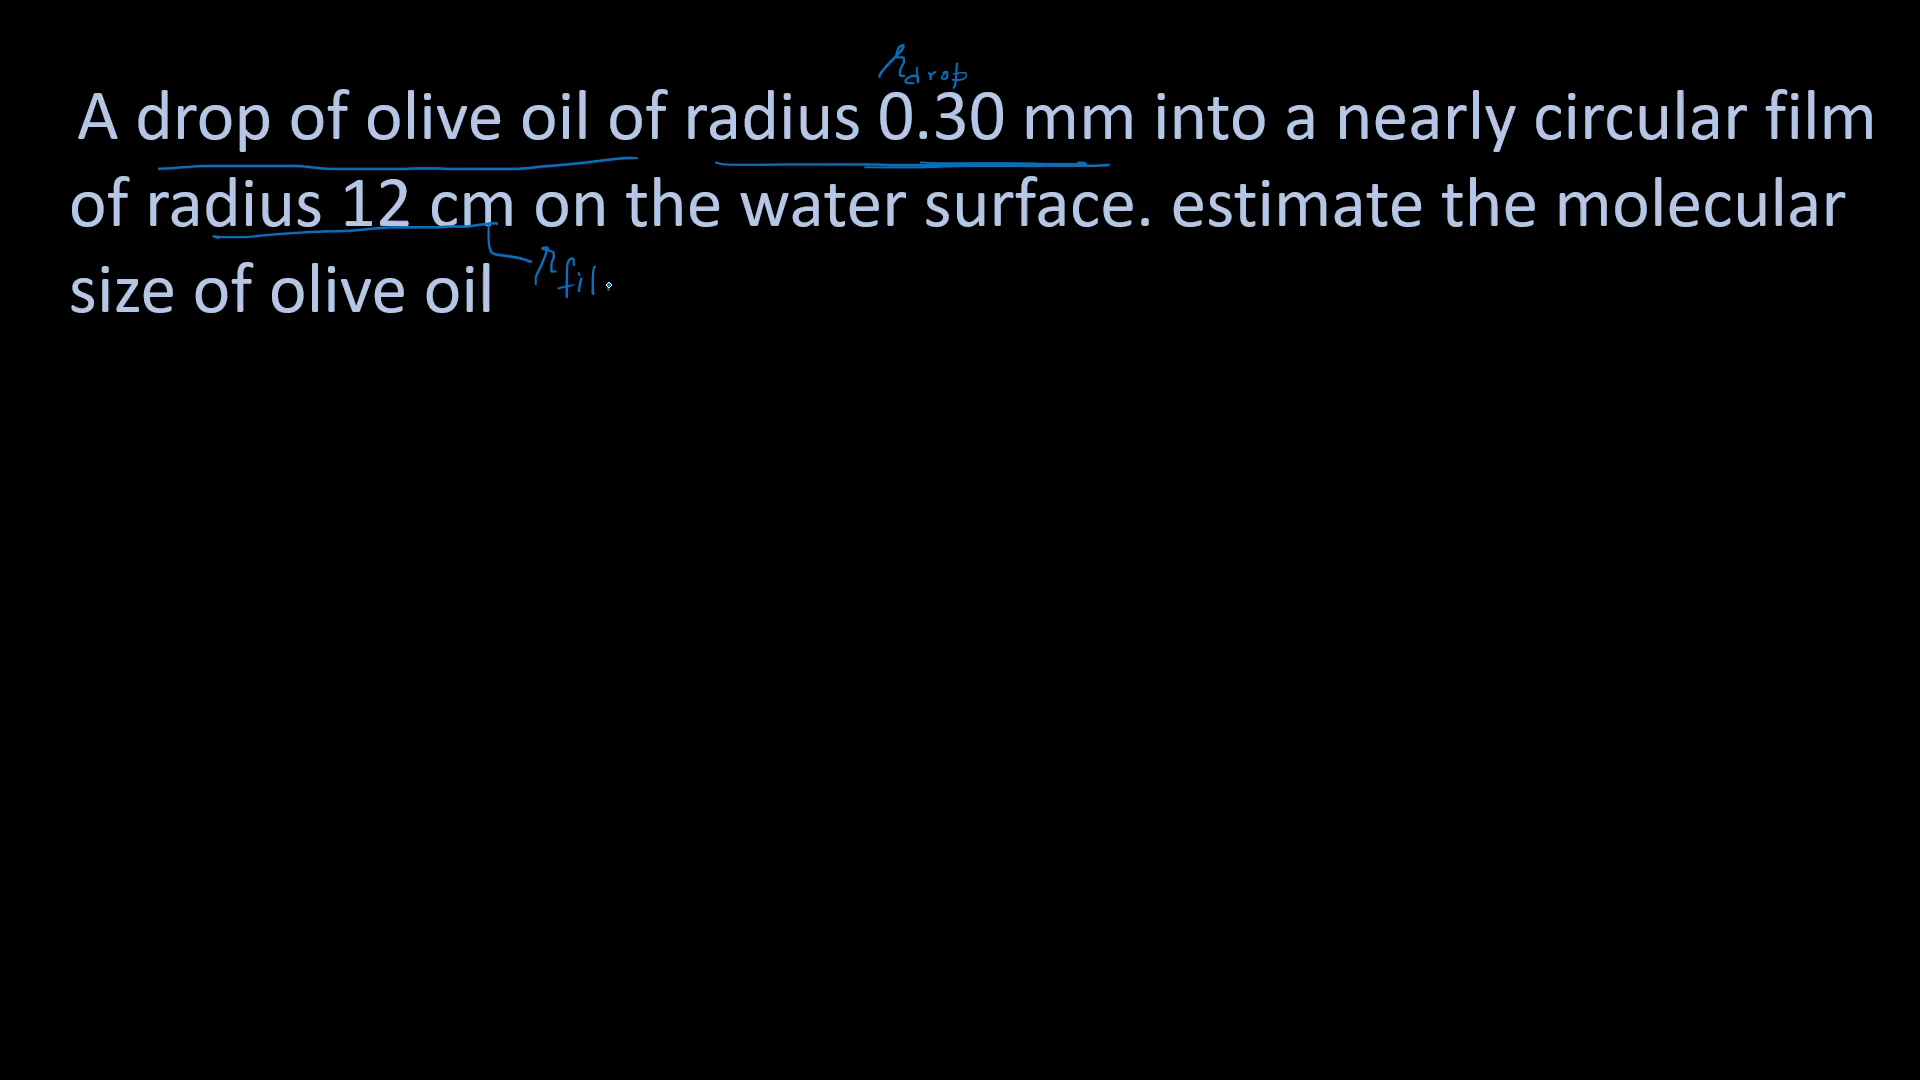 r drop
A drop of olive oil of radius 0.30 mm into a nearly circular film
of radius 12 cm on the water surface. estimate the molecular
size of olive oil
r fil